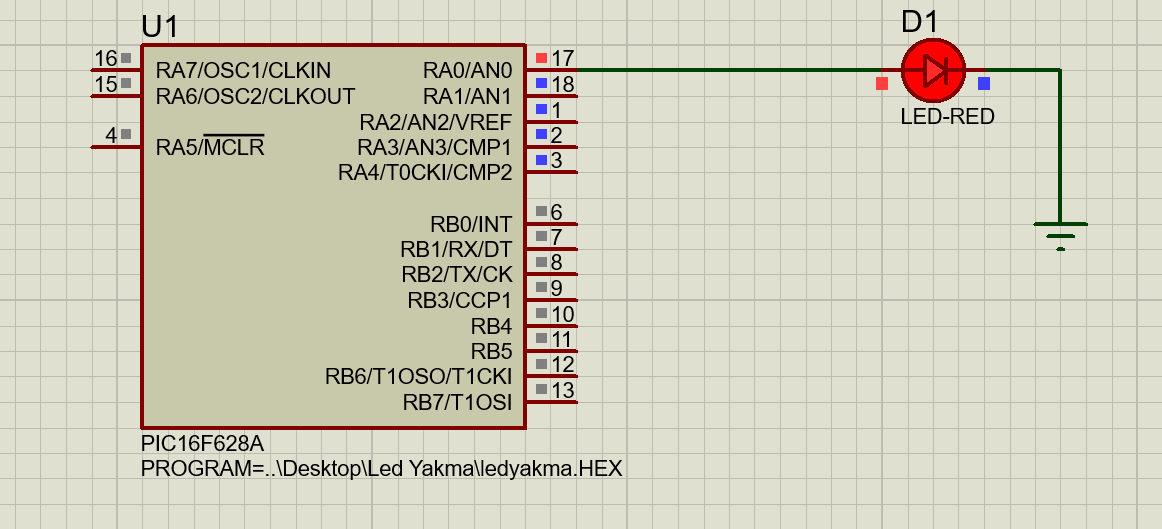 U1
D1
16
15
4
RA7/OSC1/CLKIN
RA6/OSC2/CLKOUT
RA5/MCLR
RA0/AN0
RA1/AN1
RA2/AN2/VREF
RA3/AN3/CMP1
RA4/T0CKI/CMP2
RB0/INT
RB1/RX/DT
RB2/TX/CK
RB3/CCP1
RB4
RB5
RB6/T1OSO/T1CKI
RB7/T1OSI
17
18
1
2
3
6
7
8
9
10
11
12
13
LED-RED
PIC16F628A
PROGRAM=..\Desktop\Led Yakma\ledyakma.HEX